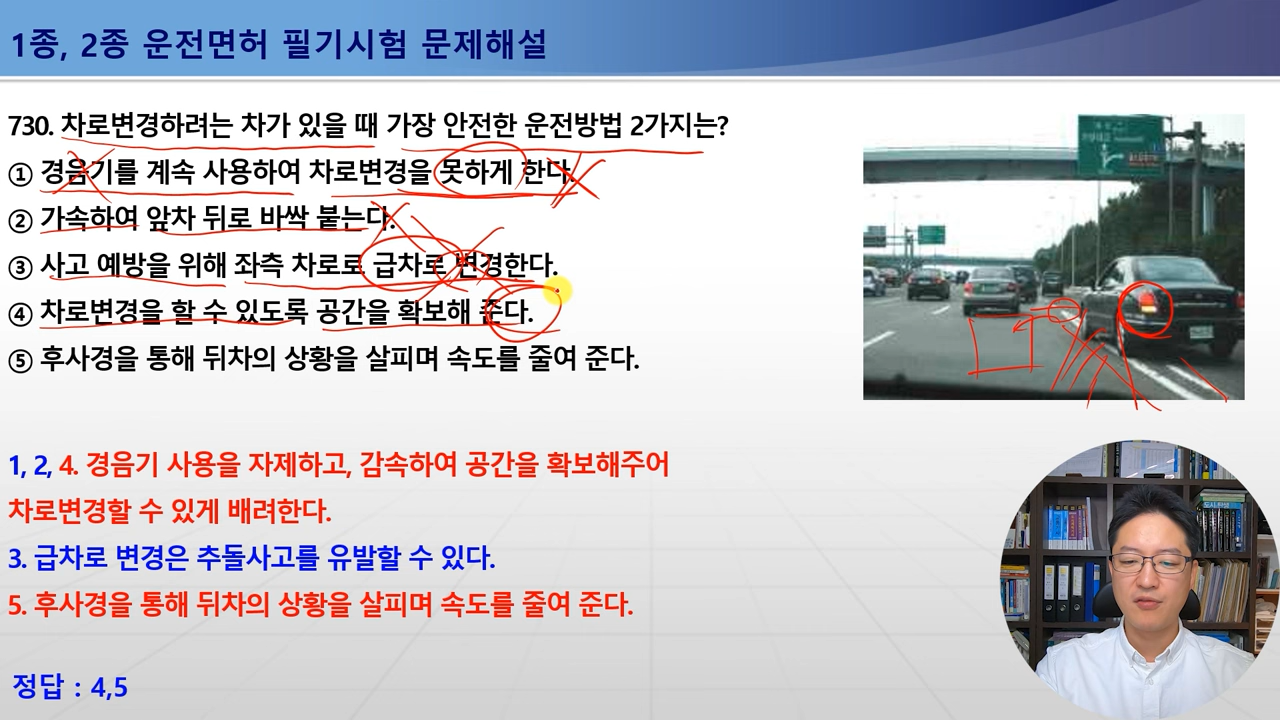 1종, 2종 운전면허 필기시험 문제해설
730. 차로변경하려는 차가 있을 때 가장 안전한 운전방법 2가지는?
① 경음기를 계속 사용하여 차로변경을 못하게 한다.
② 가속하여 앞차 뒤로 바싹 붙는다.
③ 사고 예방을 위해 좌측 차로로 급차로 변경한다.
④ 차로변경을 할 수 있도록 공간을 확보해 준다.
⑤ 후사경을 통해 뒤차의 상황을 살피며 속도를 줄여 준다.
1, 2, 4. 경음기 사용을 자제하고, 감속하여 공간을 확보해주어
차로변경할 수 있게 배려한다.
3. 급차로 변경은 추돌사고를 유발할 수 있다.
5. 후사경을 통해 뒤차의 상황을 살피며 속도를 줄여 준다.
정답 : 4,5